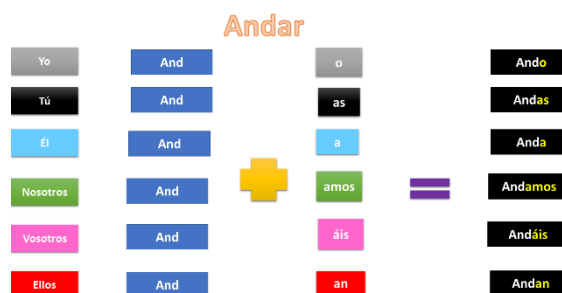 Andar
Yo And o Ando
Tú And as Andas
Él And a Anda
Nosotros And amos Andamos
Vosotros And áis Andáis
Ellos And an Andan